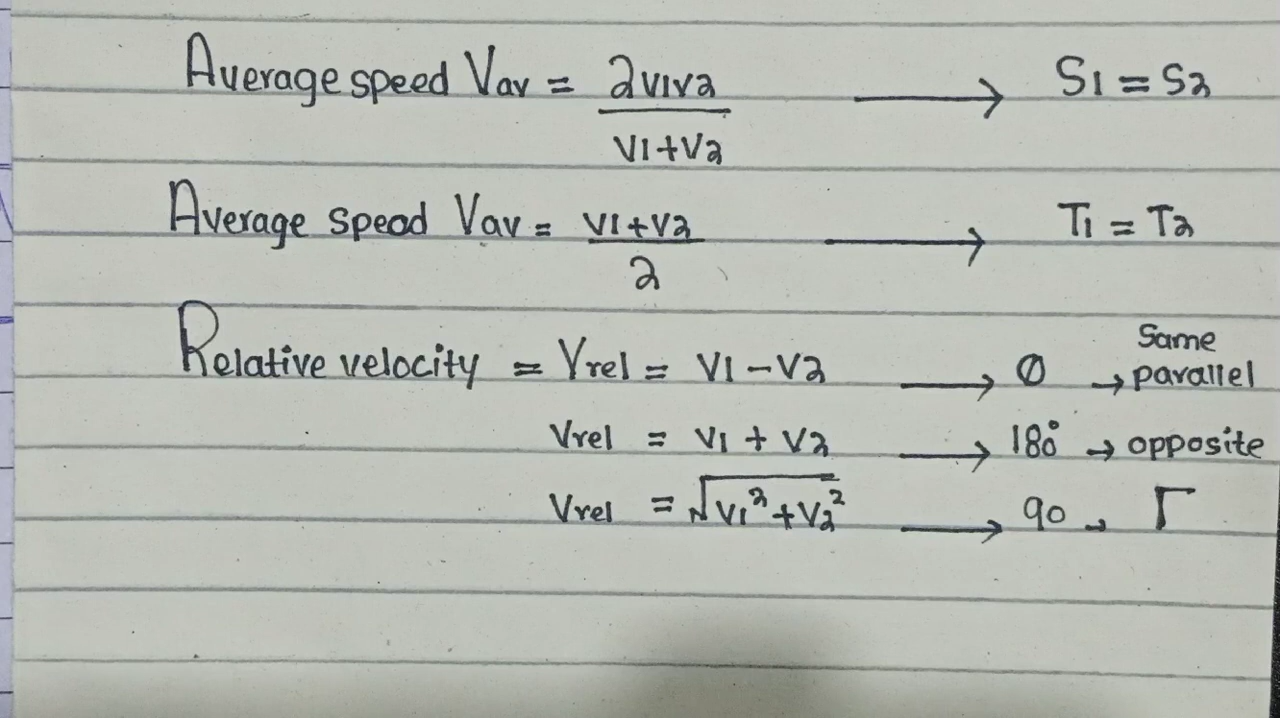 Average speed Vav = 2v1v2 / v1+v2 → S1 = S2
Average speed Vav = v1+v2 / 2 → T1 = T2
Relative velocity = Vrel = v1-v2 → 0 → Same parallel
Vrel = v1 + v2 → 180° → opposite
Vrel = √v1²+v2² → 90 →